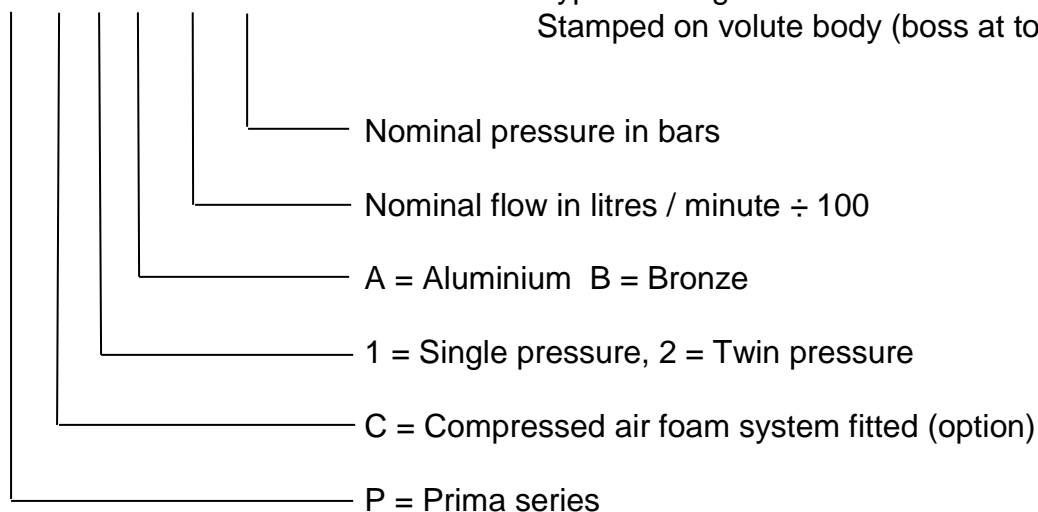 Stamped on volute body (boss at to
Nominal pressure in bars
Nominal flow in litres / minute ÷ 100
A = Aluminium B = Bronze
1 = Single pressure, 2 = Twin pressure
C = Compressed air foam system fitted (option)
P = Prima series